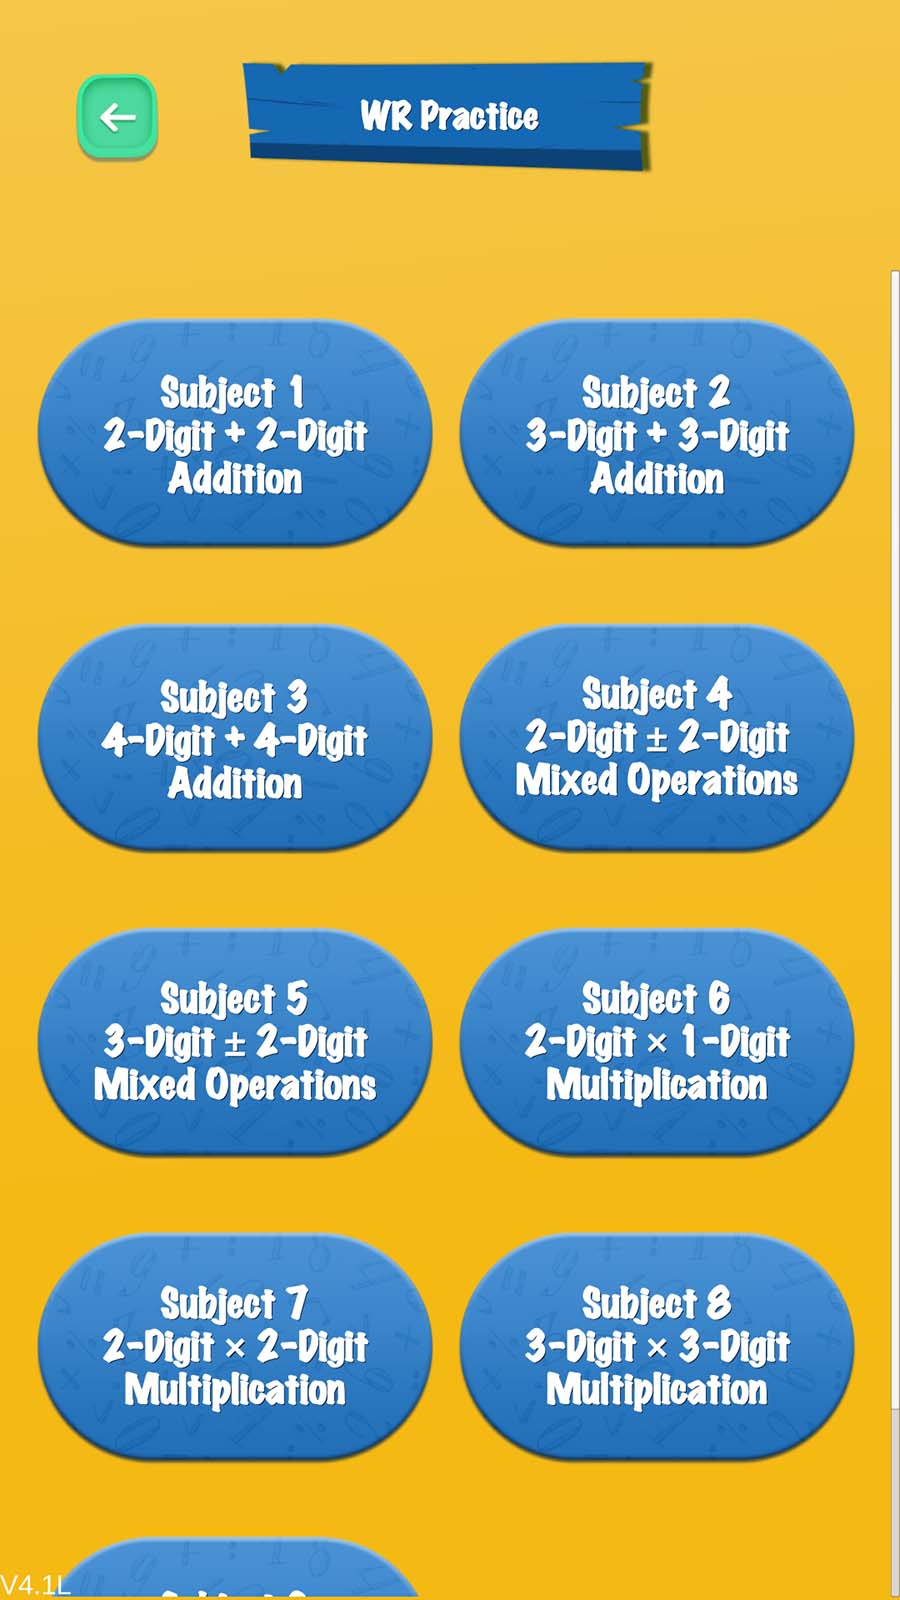 WR Practice
Subject 1
2-Digit + 2-Digit
Addition
Subject 2
3-Digit + 3-Digit
Addition
Subject 3
4-Digit + 4-Digit
Addition
Subject 4
2-Digit ± 2-Digit
Mixed Operations
Subject 5
3-Digit ± 2-Digit
Mixed Operations
Subject 6
2-Digit × 1-Digit
Multiplication
Subject 7
2-Digit × 2-Digit
Multiplication
Subject 8
3-Digit × 3-Digit
Multiplication
V4.1L